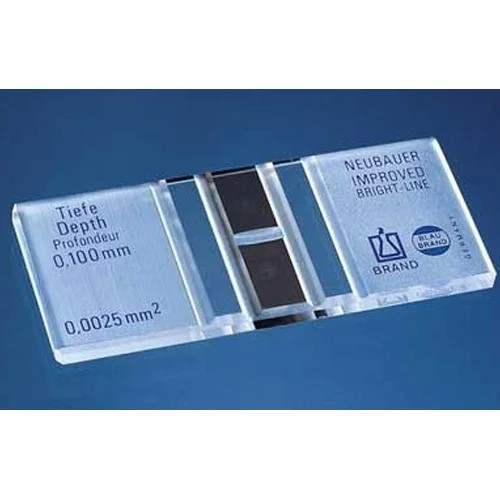 Tiefe
Depth
Profondeur
0.100 mm
0,0025 mm²
NEUBAUER
IMPROVED
BRIGHT-LINE
BRAND
BLAU
BRAND
GERMANY